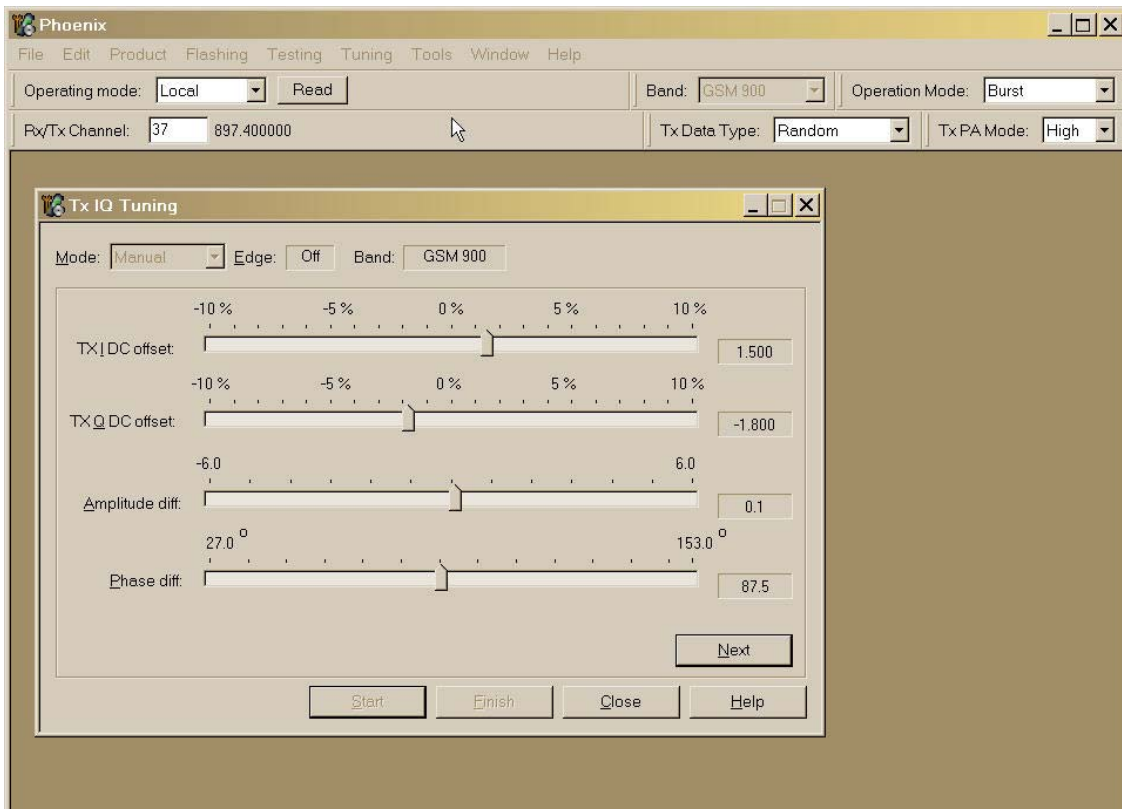 Phoenix
File Edit Product Flashing Testing Tuning Tools Window Help
Operating mode: Local Read Band: GSM 900 Operation Mode: Burst
Rx/Tx Channel: 37 897.400000 Tx Data Type: Random Tx PA Mode: High
Tx IQ Tuning
Mode: Manual Edge: Off Band: GSM 900
-10 % -5 % 0 % 5 % 10 %
TX I DC offset: 1.500
-10 % -5 % 0 % 5 % 10 %
TX Q DC offset: -1.800
-6.0 6.0
Amplitude diff: 0.1
27.0 o 153.0 o
Phase diff: 87.5
Next
Start Finish Close Help